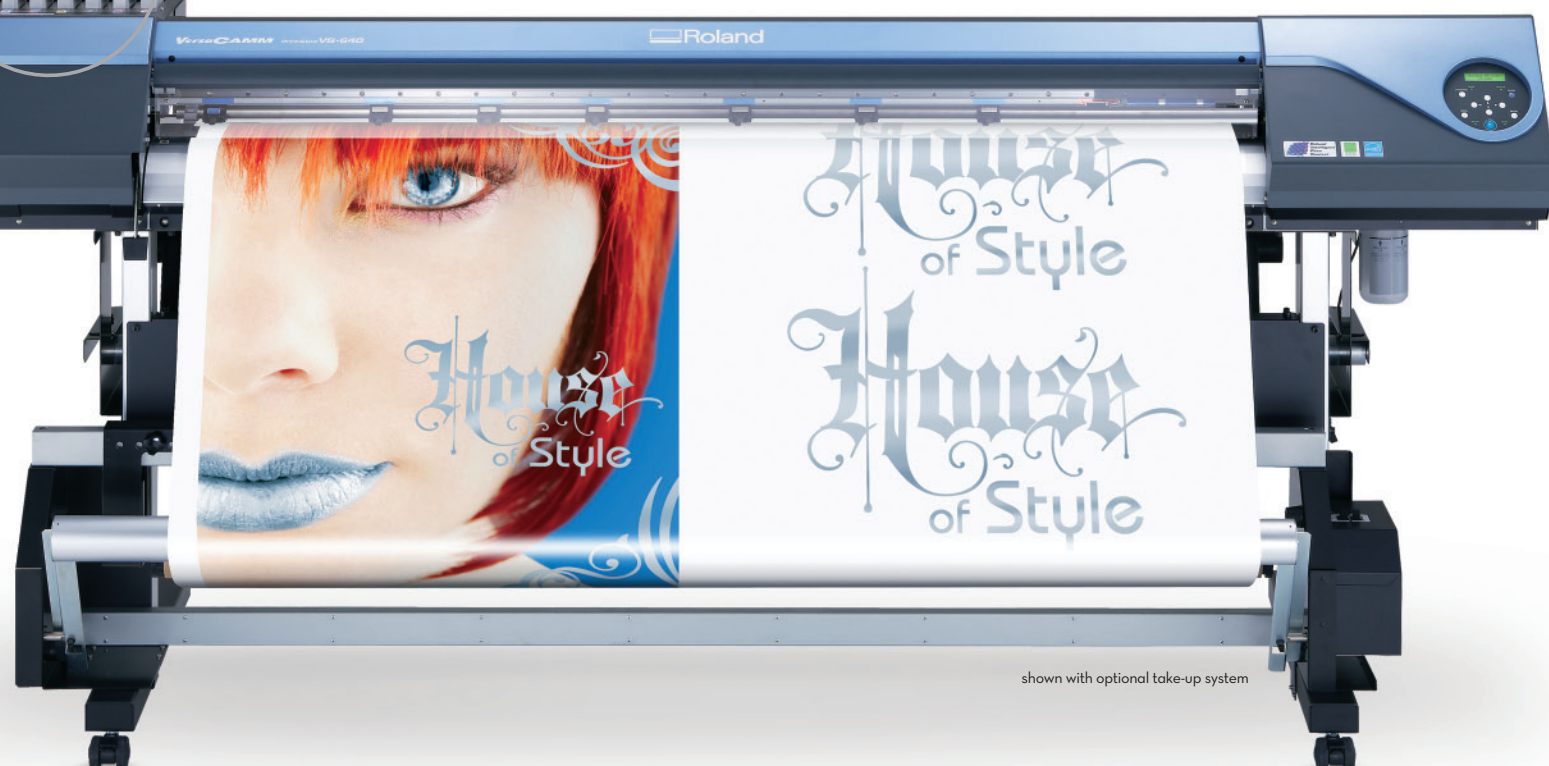 VersaCAMM VS-640
Roland
House
of Style
House
of Style
House
of Style
shown with optional take-up system